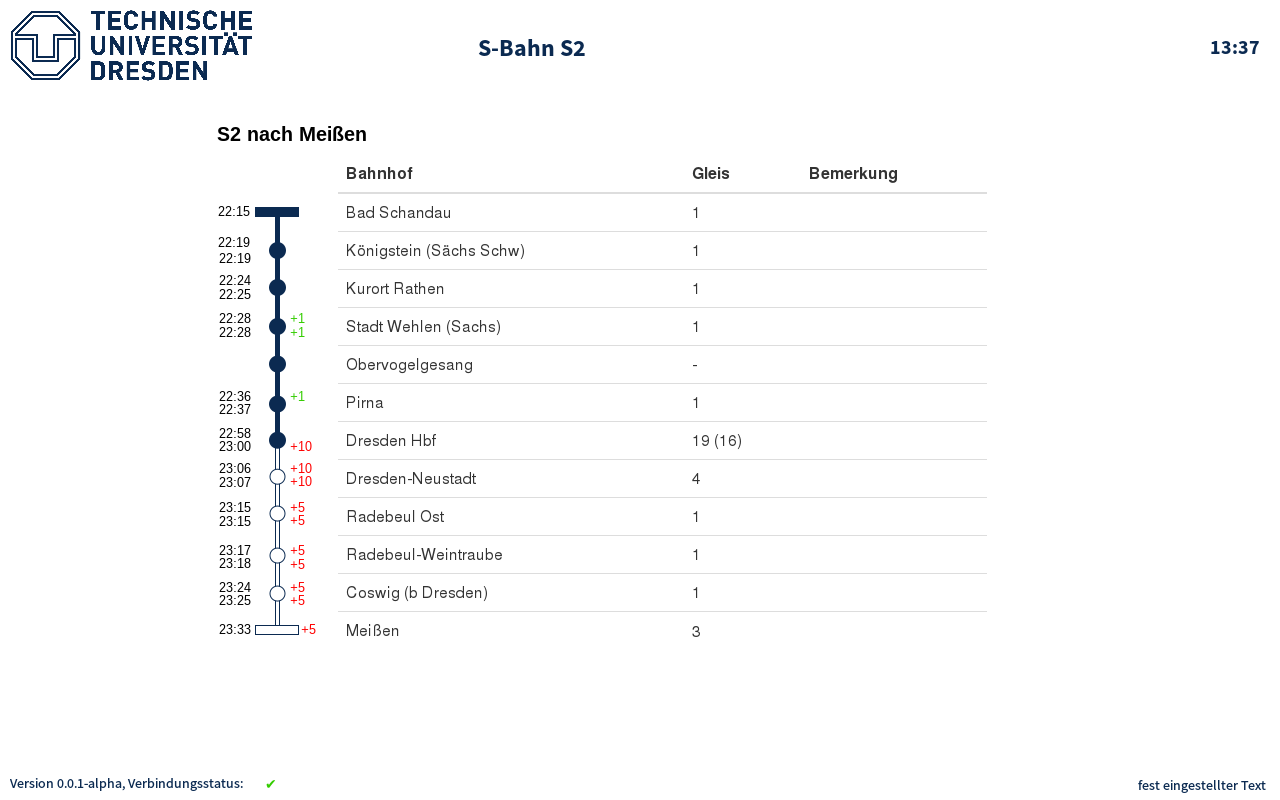 TECHNISCHE
UNIVERSITÄT
DRESDEN
S-Bahn S2
13:37
S2 nach Meißen
Bahnhof Gleis Bemerkung
22:15 Bad Schandau 1
22:19
22:19 Königstein (Sächs Schw) 1
22:24
22:25 Kurort Rathen 1
22:28 +1
22:28 +1 Stadt Wehlen (Sachs) 1
Obervogelgesang -
22:36 +1
22:37 Pirna 1
22:58
23:00 +10 Dresden Hbf 19 (16)
23:06 +10
23:07 +10 Dresden-Neustadt 4
23:15 +5
23:15 +5 Radebeul Ost 1
23:17 +5
23:18 +5 Radebeul-Weintraube 1
23:24 +5
23:25 +5 Coswig (b Dresden) 1
23:33 +5 Meißen 3
Version 0.0.1-alpha, Verbindungsstatus: ✔
fest eingestellter Text